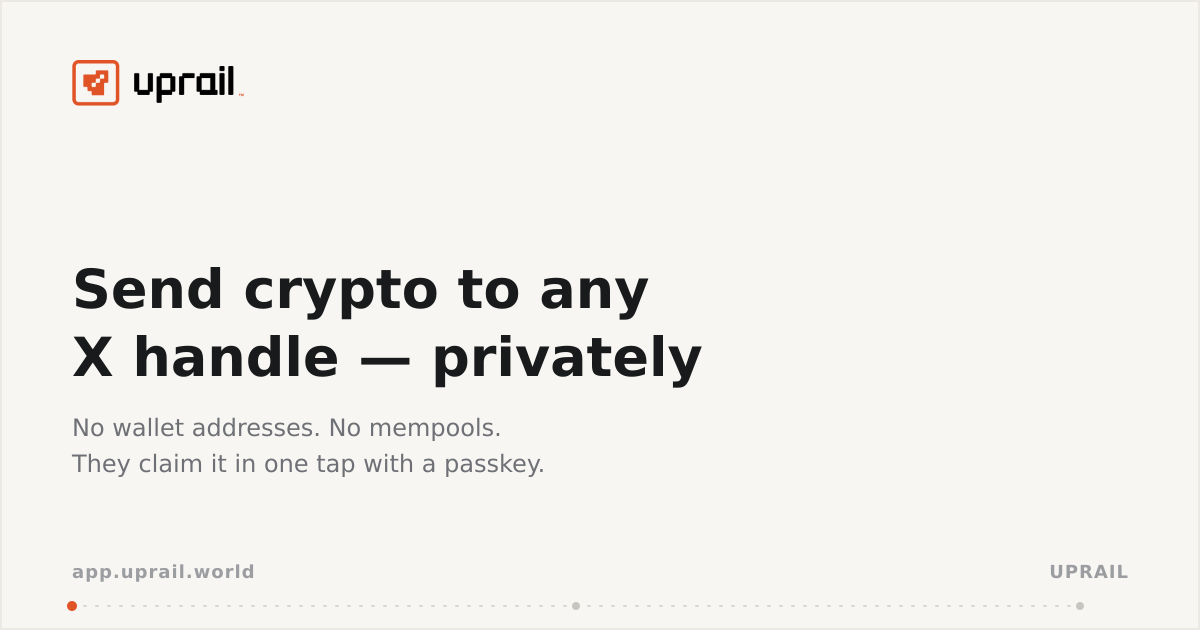 uprail™
Send crypto to any
X handle — privately
No wallet addresses. No mempools.
They claim it in one tap with a passkey.
app.uprail.world
UPRAIL